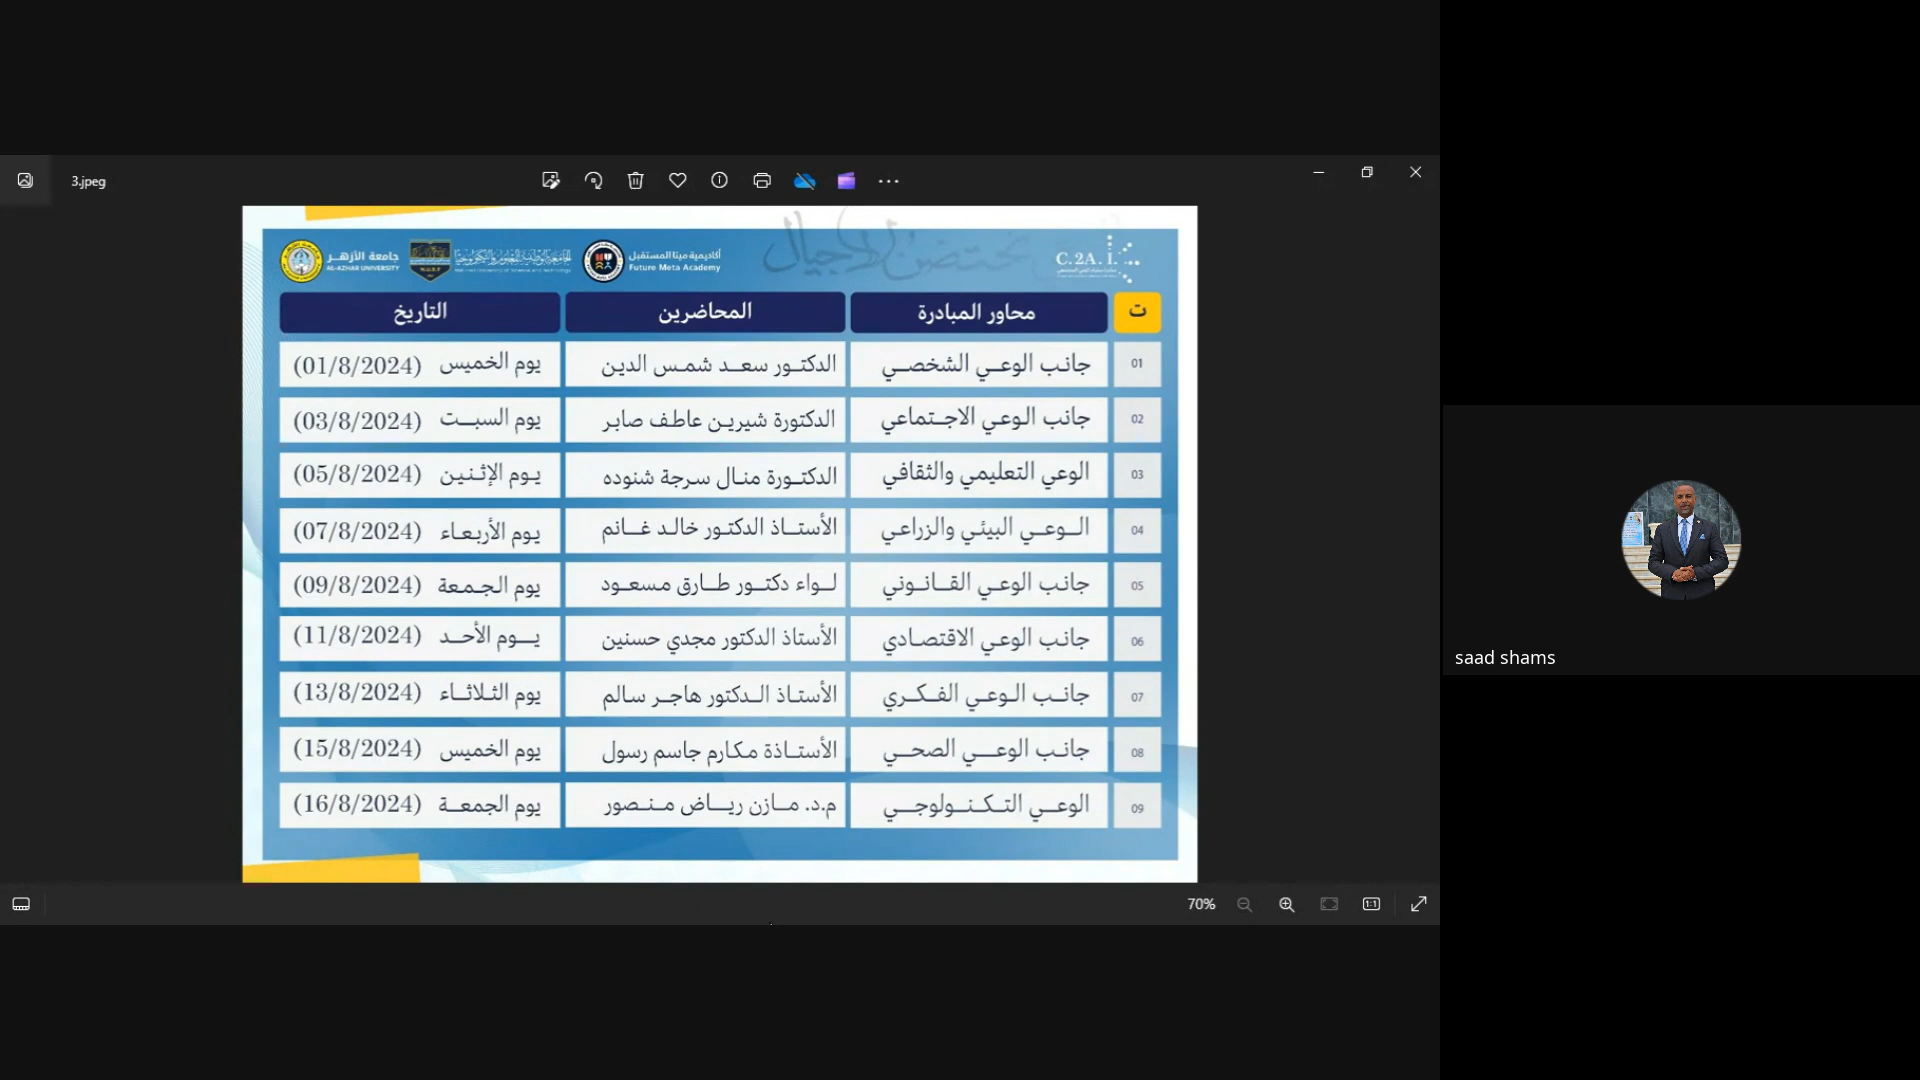 3.jpeg
جامعة الأزهر
AL-AZHAR UNIVERSITY
أكاديمية ميتا المستقبل
Future Meta Academy
تحتضن الأجيال
C.2A.I.
ت محاور المبادرة المحاضرين التاريخ
01 جانب الوعي الشخصي الدكتور سعد شمس الدين يوم الخميس (01/8/2024)
02 جانب الوعي الاجتماعي الدكتورة شيرين عاطف صابر يوم السبت (03/8/2024)
03 الوعي التعليمي والثقافي الدكتورة منال سرجة شنوده يوم الإثنين (05/8/2024)
04 الوعي البيئي والزراعي الأستاذ الدكتور خالد غانم يوم الأربعاء (07/8/2024)
05 جانب الوعي القانوني لواء دكتور طارق مسعود يوم الجمعة (09/8/2024)
06 جانب الوعي الاقتصادي الأستاذ الدكتور مجدي حسنين يوم الأحد (11/8/2024)
07 جانب الوعي الفكري الأستاذ الدكتور هاجر سالم يوم الثلاثاء (13/8/2024)
08 جانب الوعي الصحي الأستاذة مكارم جاسم رسول يوم الخميس (15/8/2024)
09 الوعي التكنولوجي م.د. مازن رياض منصور يوم الجمعة (16/8/2024)
70%
saad shams